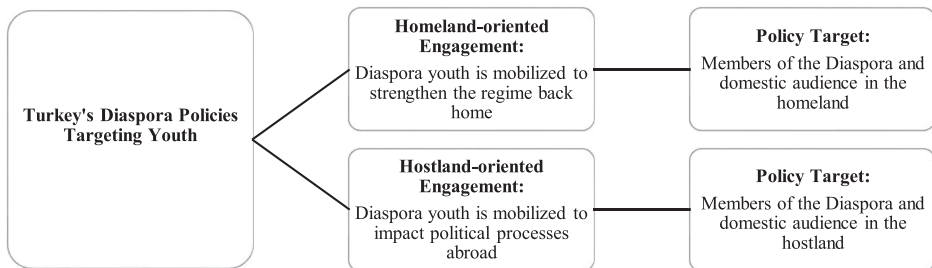 Turkey's Diaspora Policies
Targeting Youth
Homeland-oriented
Engagement:
Diaspora youth is mobilized to
strengthen the regime back
home
Policy Target:
Members of the Diaspora and
domestic audience in the
homeland
Hostland-oriented
Engagement:
Diaspora youth is mobilized to
impact political processes
abroad
Policy Target:
Members of the Diaspora and
domestic audience in the
hostland